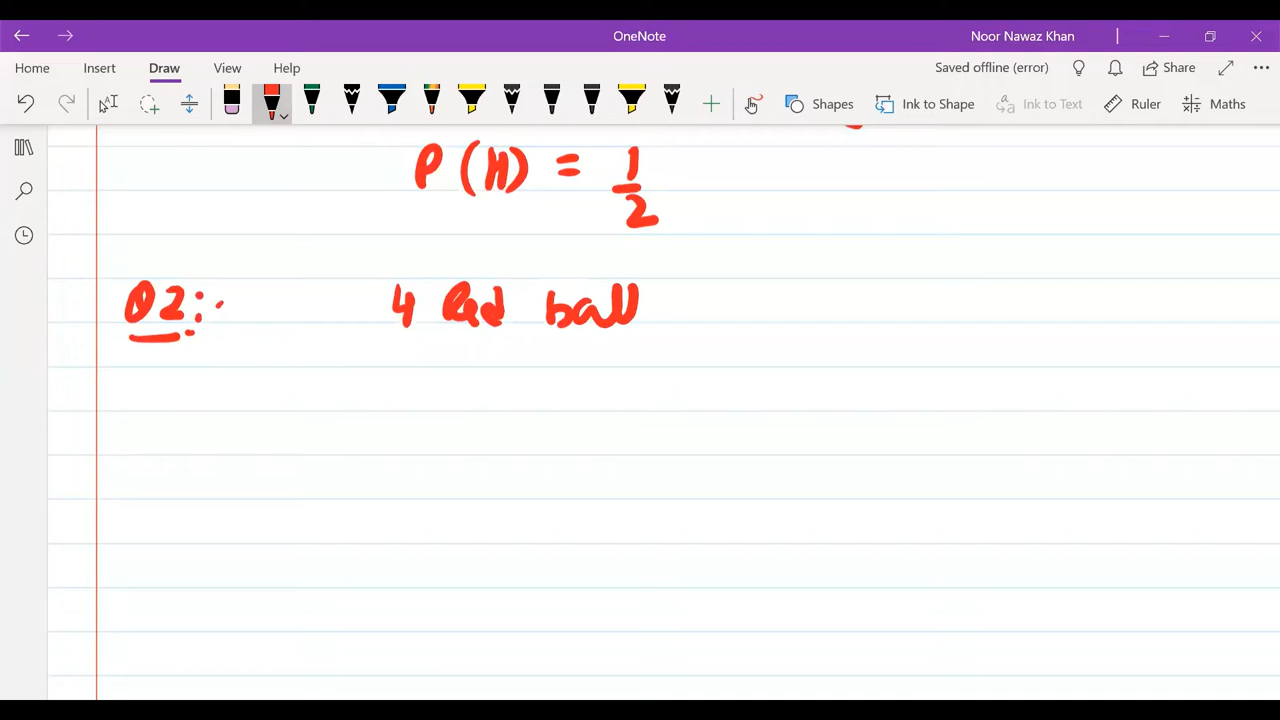 OneNote
Noor Nawaz Khan
Home Insert Draw View Help
Saved offline (error)
Share
Shapes
Ink to Shape
Ink to Text
Ruler
Maths
P (H) = 1/2
Q2:- 4 Red ball